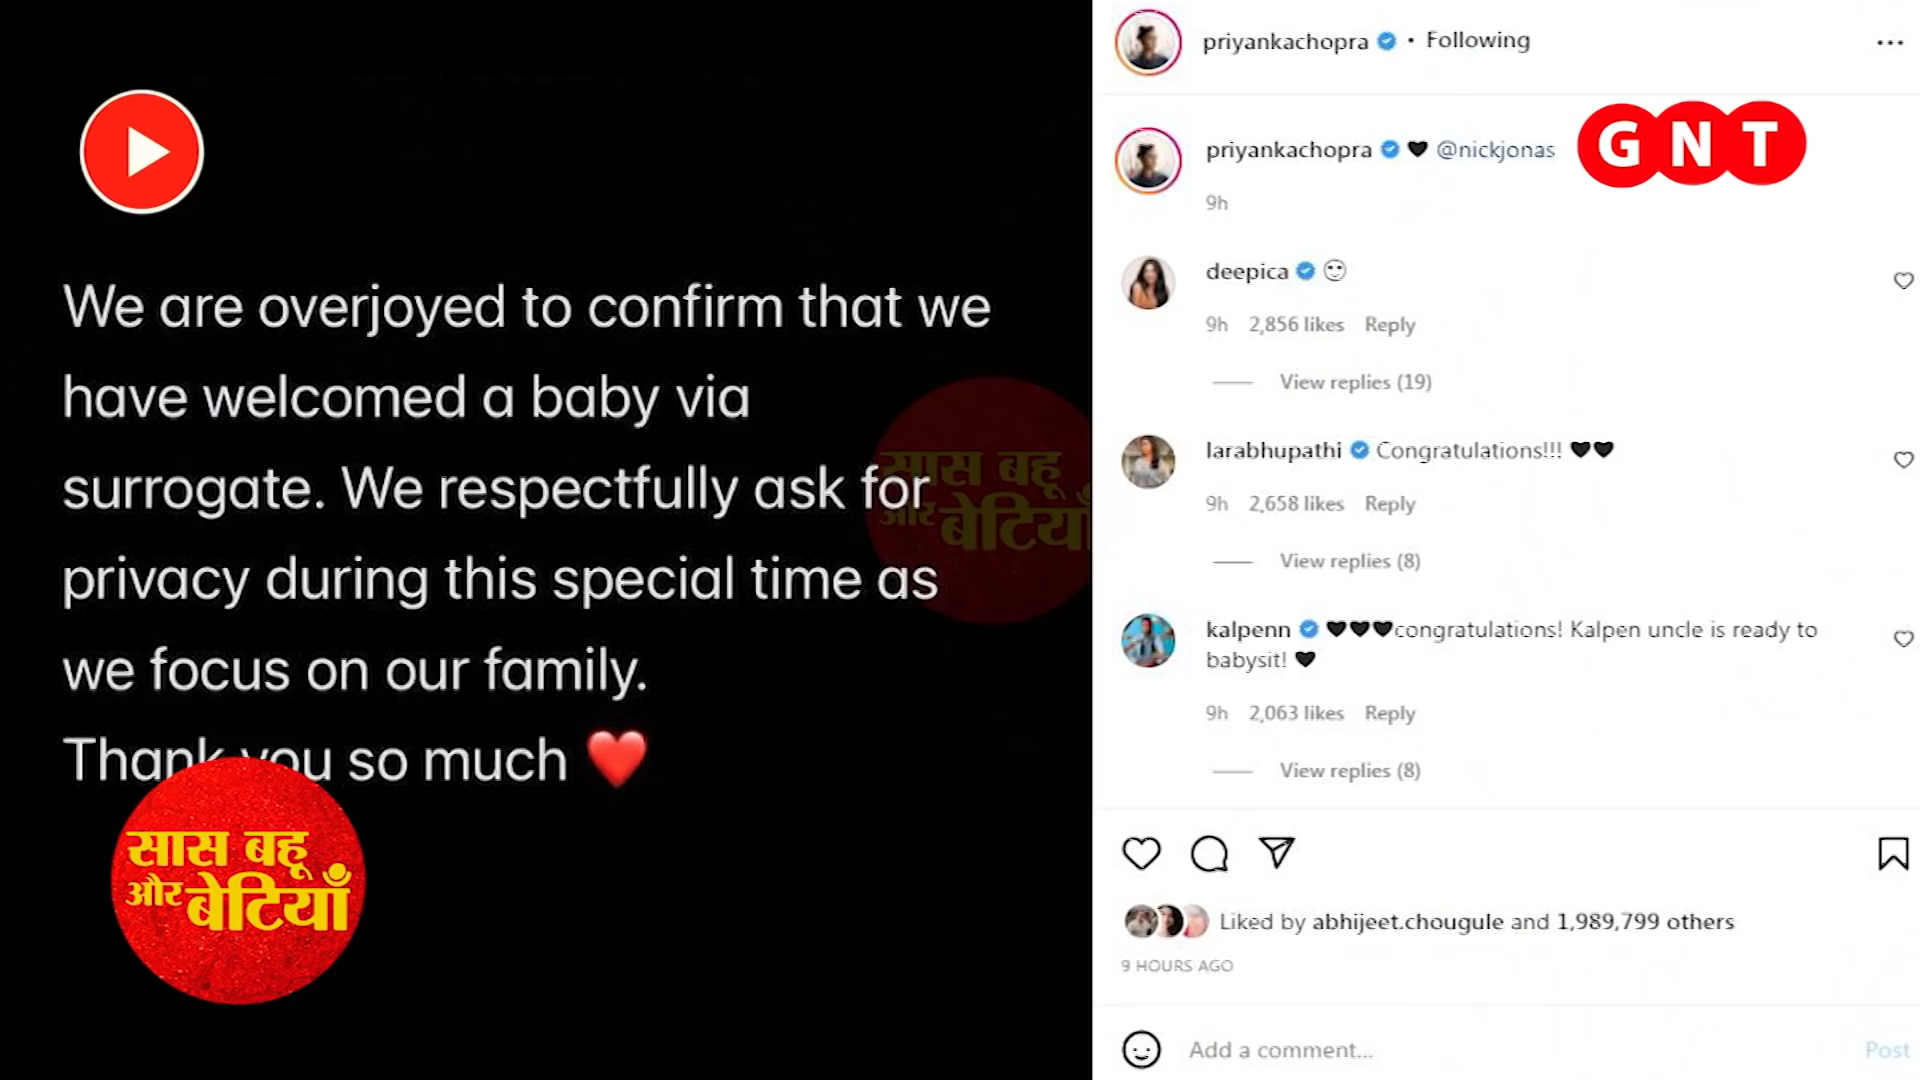 We are overjoyed to confirm that we
have welcomed a baby via
surrogate. We respectfully ask for
privacy during this special time as
we focus on our family.
Thank you so much ❤️
सास बहू
और बेटियाँ
सास बहू
और बेटियाँ
priyankachopra • Following
GNT
priyankachopra 🖤 @nickjonas
9h
deepica
9h 2,856 likes Reply
View replies (19)
larabhupathi Congratulations!!! 🖤🖤
9h 2,658 likes Reply
View replies (8)
kalpenn 🖤🖤🖤congratulations! Kalpen uncle is ready to
babysit! 🖤
9h 2,063 likes Reply
View replies (8)
Liked by abhijeet.chougule and 1,989,799 others
9 HOURS AGO
Add a comment...
Post